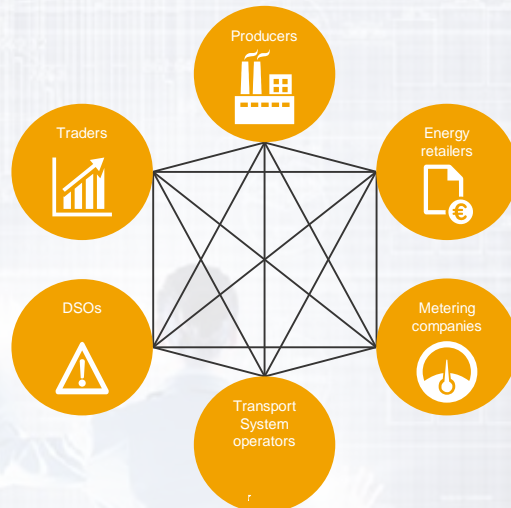 Producers
Traders
Energy
retailers
€
DSOs
Metering
companies
Transport
System
operators
r